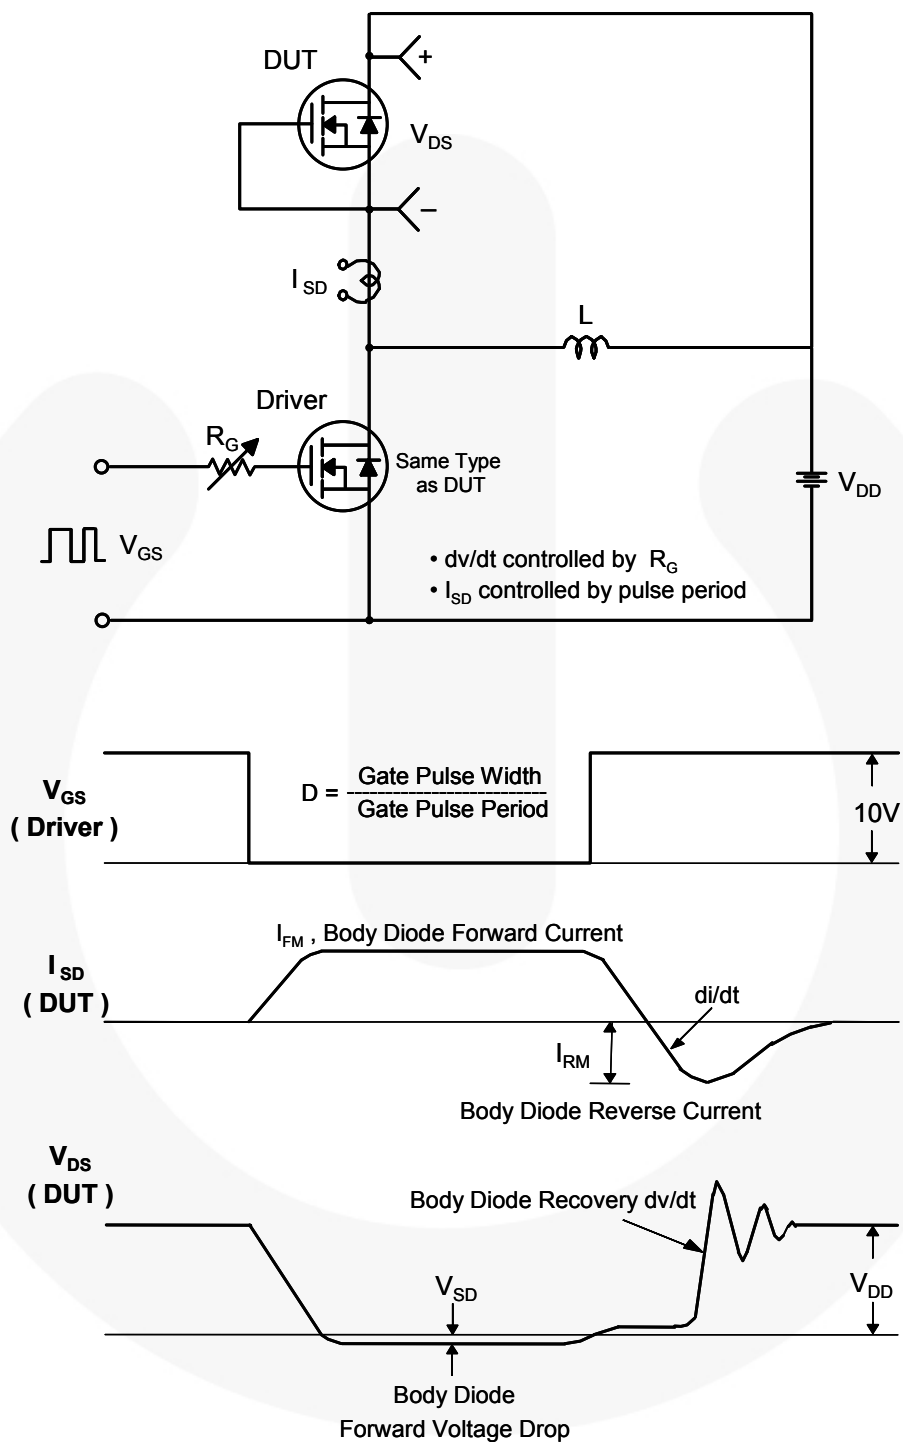 DUT
+
V_DS
–
I_SD
L
Driver
R_G
Same Type
as DUT
V_DD
V_GS
• dv/dt controlled by R_G
• I_SD controlled by pulse period
V_GS
( Driver )
D = Gate Pulse Width
Gate Pulse Period
10V
I_FM , Body Diode Forward Current
I_SD
( DUT )
di/dt
I_RM
Body Diode Reverse Current
V_DS
( DUT )
Body Diode Recovery dv/dt
V_SD
V_DD
Body Diode
Forward Voltage Drop